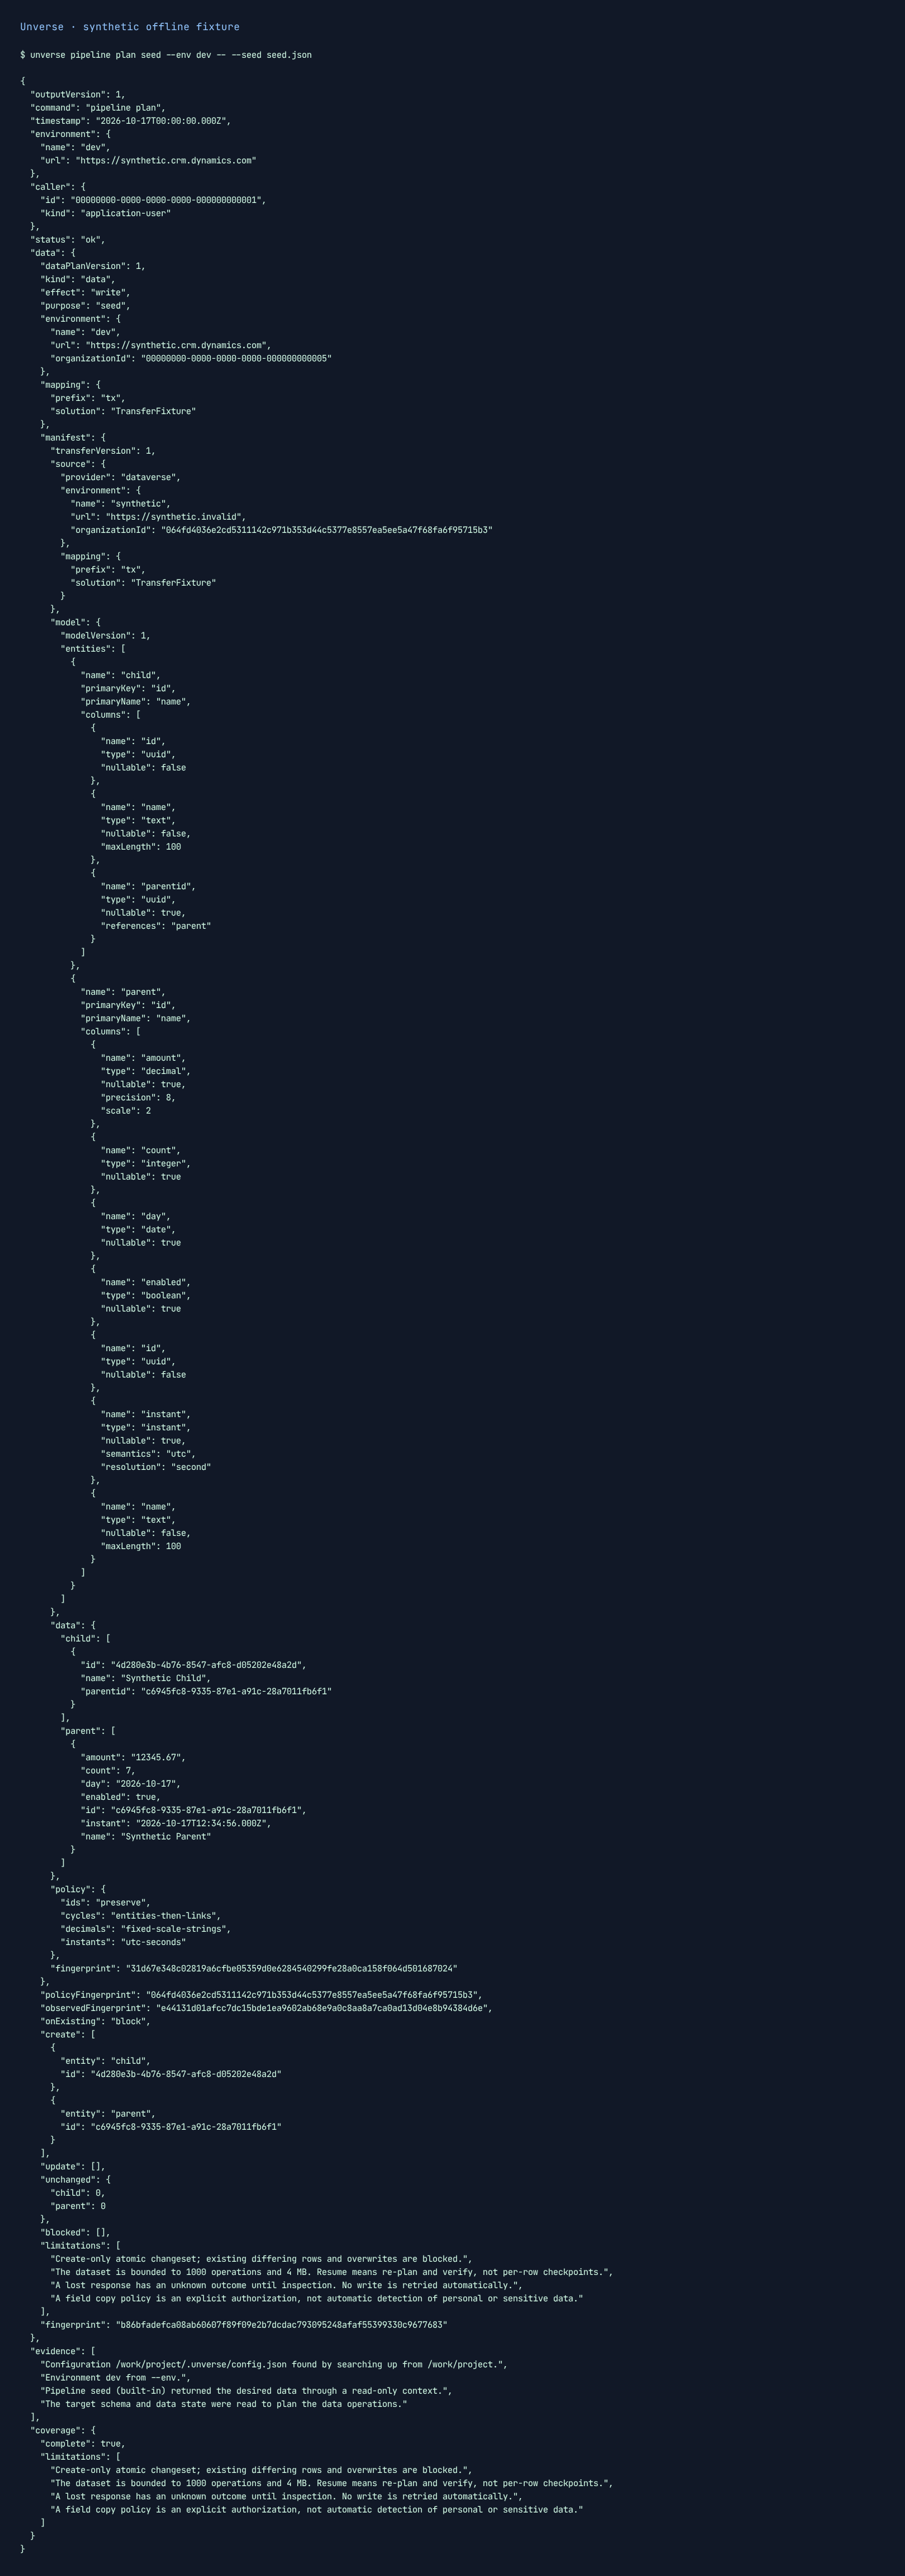 Unverse · synthetic offline fixture
$ unverse pipeline plan seed --env dev -- --seed seed.json
{
  "outputVersion": 1,
  "command": "pipeline plan",
  "timestamp": "2026-10-17T00:00:00.000Z",
  "environment": {
    "name": "dev",
    "url": "https://synthetic.crm.dynamics.com"
  },
  "caller": {
    "id": "00000000-0000-0000-0000-000000000001",
    "kind": "application-user"
  },
  "status": "ok",
  "data": {
    "dataPlanVersion": 1,
    "kind": "data",
    "effect": "write",
    "purpose": "seed",
    "environment": {
      "name": "dev",
      "url": "https://synthetic.crm.dynamics.com",
      "organizationId": "00000000-0000-0000-0000-000000000005"
    },
    "mapping": {
      "prefix": "tx",
      "solution": "TransferFixture"
    },
    "manifest": {
      "transferVersion": 1,
      "source": {
        "provider": "dataverse",
        "environment": {
          "name": "synthetic",
          "url": "https://synthetic.invalid",
          "organizationId": "064fd4036e2cd5311142c971b353d44c5377e8557ea5ee5a47f68fa6f95715b3"
        },
        "mapping": {
          "prefix": "tx",
          "solution": "TransferFixture"
        }
      },
      "model": {
        "modelVersion": 1,
        "entities": [
          {
            "name": "child",
            "primaryKey": "id",
            "primaryName": "name",
            "columns": [
              {
                "name": "id",
                "type": "uuid",
                "nullable": false
              },
              {
                "name": "name",
                "type": "text",
                "nullable": false,
                "maxLength": 100
              },
              {
                "name": "parentid",
                "type": "uuid",
                "nullable": true,
                "references": "parent"
              }
            ]
          },
          {
            "name": "parent",
            "primaryKey": "id",
            "primaryName": "name",
            "columns": [
              {
                "name": "amount",
                "type": "decimal",
                "nullable": true,
                "precision": 8,
                "scale": 2
              },
              {
                "name": "count",
                "type": "integer",
                "nullable": true
              },
              {
                "name": "day",
                "type": "date",
                "nullable": true
              },
              {
                "name": "enabled",
                "type": "boolean",
                "nullable": true
              },
              {
                "name": "id",
                "type": "uuid",
                "nullable": false
              },
              {
                "name": "instant",
                "type": "instant",
                "nullable": true,
                "semantics": "utc",
                "resolution": "second"
              },
              {
                "name": "name",
                "type": "text",
                "nullable": false,
                "maxLength": 100
              }
            ]
          }
        ]
      },
      "data": {
        "child": [
          {
            "id": "4d280e3b-4b76-8547-afc8-d05202e48a2d",
            "name": "Synthetic Child",
            "parentid": "c6945fc8-9335-87e1-a91c-28a7011fb6f1"
          }
        ],
        "parent": [
          {
            "amount": "12345.67",
            "count": 7,
            "day": "2026-10-17",
            "enabled": true,
            "id": "c6945fc8-9335-87e1-a91c-28a7011fb6f1",
            "instant": "2026-10-17T12:34:56.000Z",
            "name": "Synthetic Parent"
          }
        ]
      },
      "policy": {
        "ids": "preserve",
        "cycles": "entities-then-links",
        "decimals": "fixed-scale-strings",
        "instants": "utc-seconds"
      },
      "fingerprint": "31d67e348c02819a6cfbe05359d0e6284540299fe28a0ca158f064d501687024"
    },
    "policyFingerprint": "064fd4036e2cd5311142c971b353d44c5377e8557ea5ee5a47f68fa6f95715b3",
    "observedFingerprint": "e44131d01afcc7dc15bde1ea9602ab68e9a0c8aa8a7ca0ad13d04e8b94384d6e",
    "onExisting": "block",
    "create": [
      {
        "entity": "child",
        "id": "4d280e3b-4b76-8547-afc8-d05202e48a2d"
      },
      {
        "entity": "parent",
        "id": "c6945fc8-9335-87e1-a91c-28a7011fb6f1"
      }
    ],
    "update": [],
    "unchanged": {
      "child": 0,
      "parent": 0
    },
    "blocked": [],
    "limitations": [
      "Create-only atomic changeset; existing differing rows and overwrites are blocked.",
      "The dataset is bounded to 1000 operations and 4 MB. Resume means re-plan and verify, not per-row checkpoints.",
      "A lost response has an unknown outcome until inspection. No write is retried automatically.",
      "A field copy policy is an explicit authorization, not automatic detection of personal or sensitive data."
    ],
    "fingerprint": "b86bfadefca08ab60607f89f09e2b7dcdac793095248afaf55399330c9677683"
  },
  "evidence": [
    "Configuration /work/project/.unverse/config.json found by searching up from /work/project.",
    "Environment dev from --env.",
    "Pipeline seed (built-in) returned the desired data through a read-only context.",
    "The target schema and data state were read to plan the data operations."
  ],
  "coverage": {
    "complete": true,
    "limitations": [
      "Create-only atomic changeset; existing differing rows and overwrites are blocked.",
      "The dataset is bounded to 1000 operations and 4 MB. Resume means re-plan and verify, not per-row checkpoints.",
      "A lost response has an unknown outcome until inspection. No write is retried automatically.",
      "A field copy policy is an explicit authorization, not automatic detection of personal or sensitive data."
    ]
  }
}